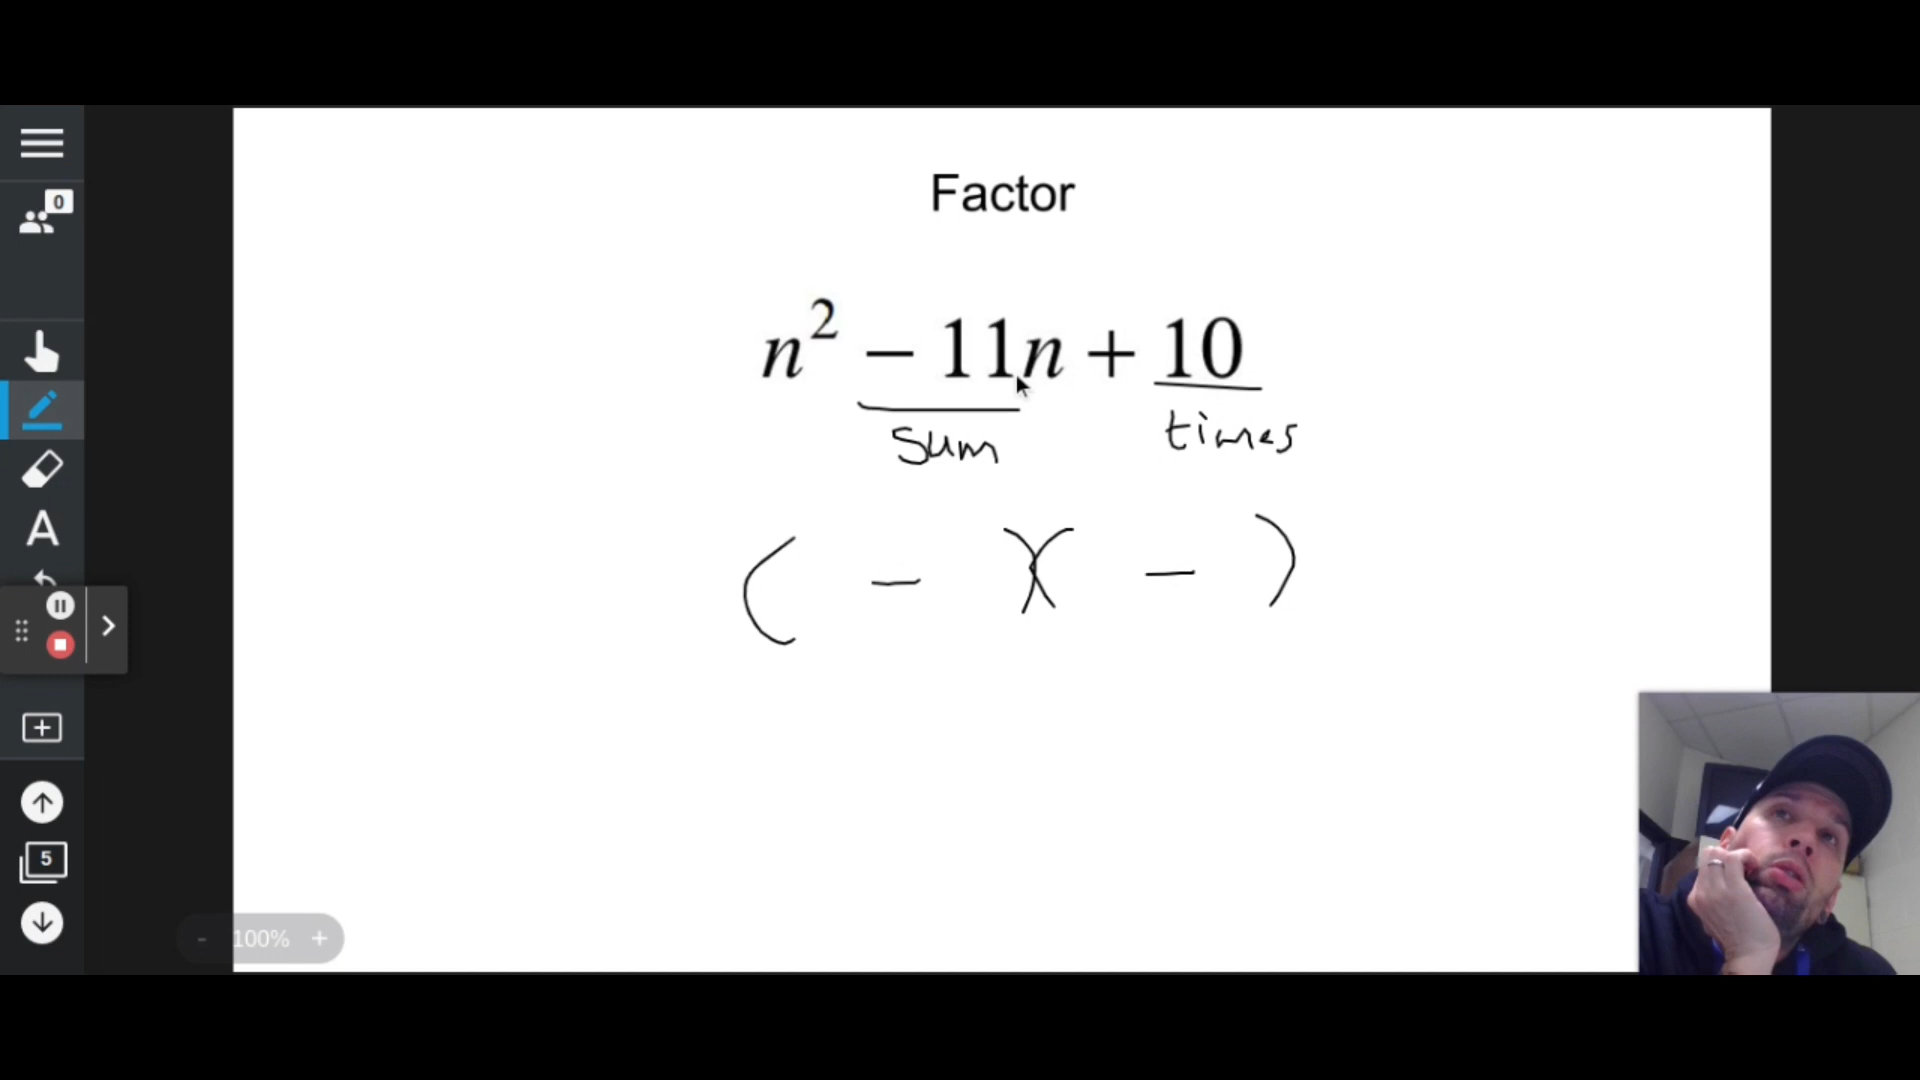 0
Factor
n² − 11n + 10
sum times
( - )( - )
A
5
- 100% +